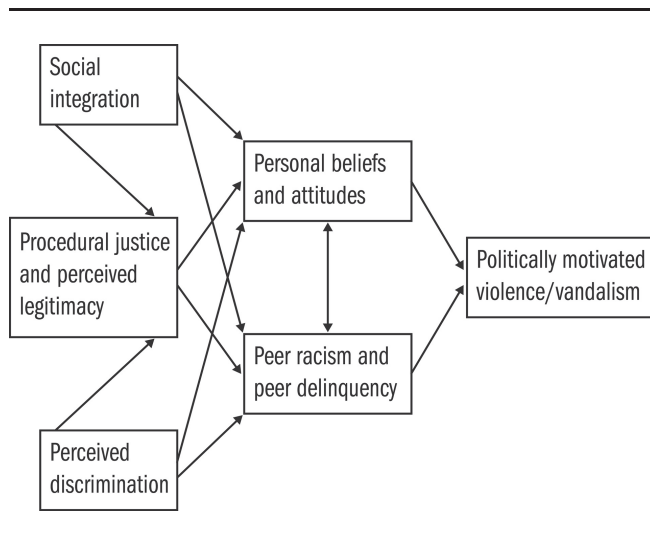 Social
integration
Procedural justice
and perceived
legitimacy
Perceived
discrimination
Personal beliefs
and attitudes
Peer racism and
peer delinquency
Politically motivated
violence/vandalism